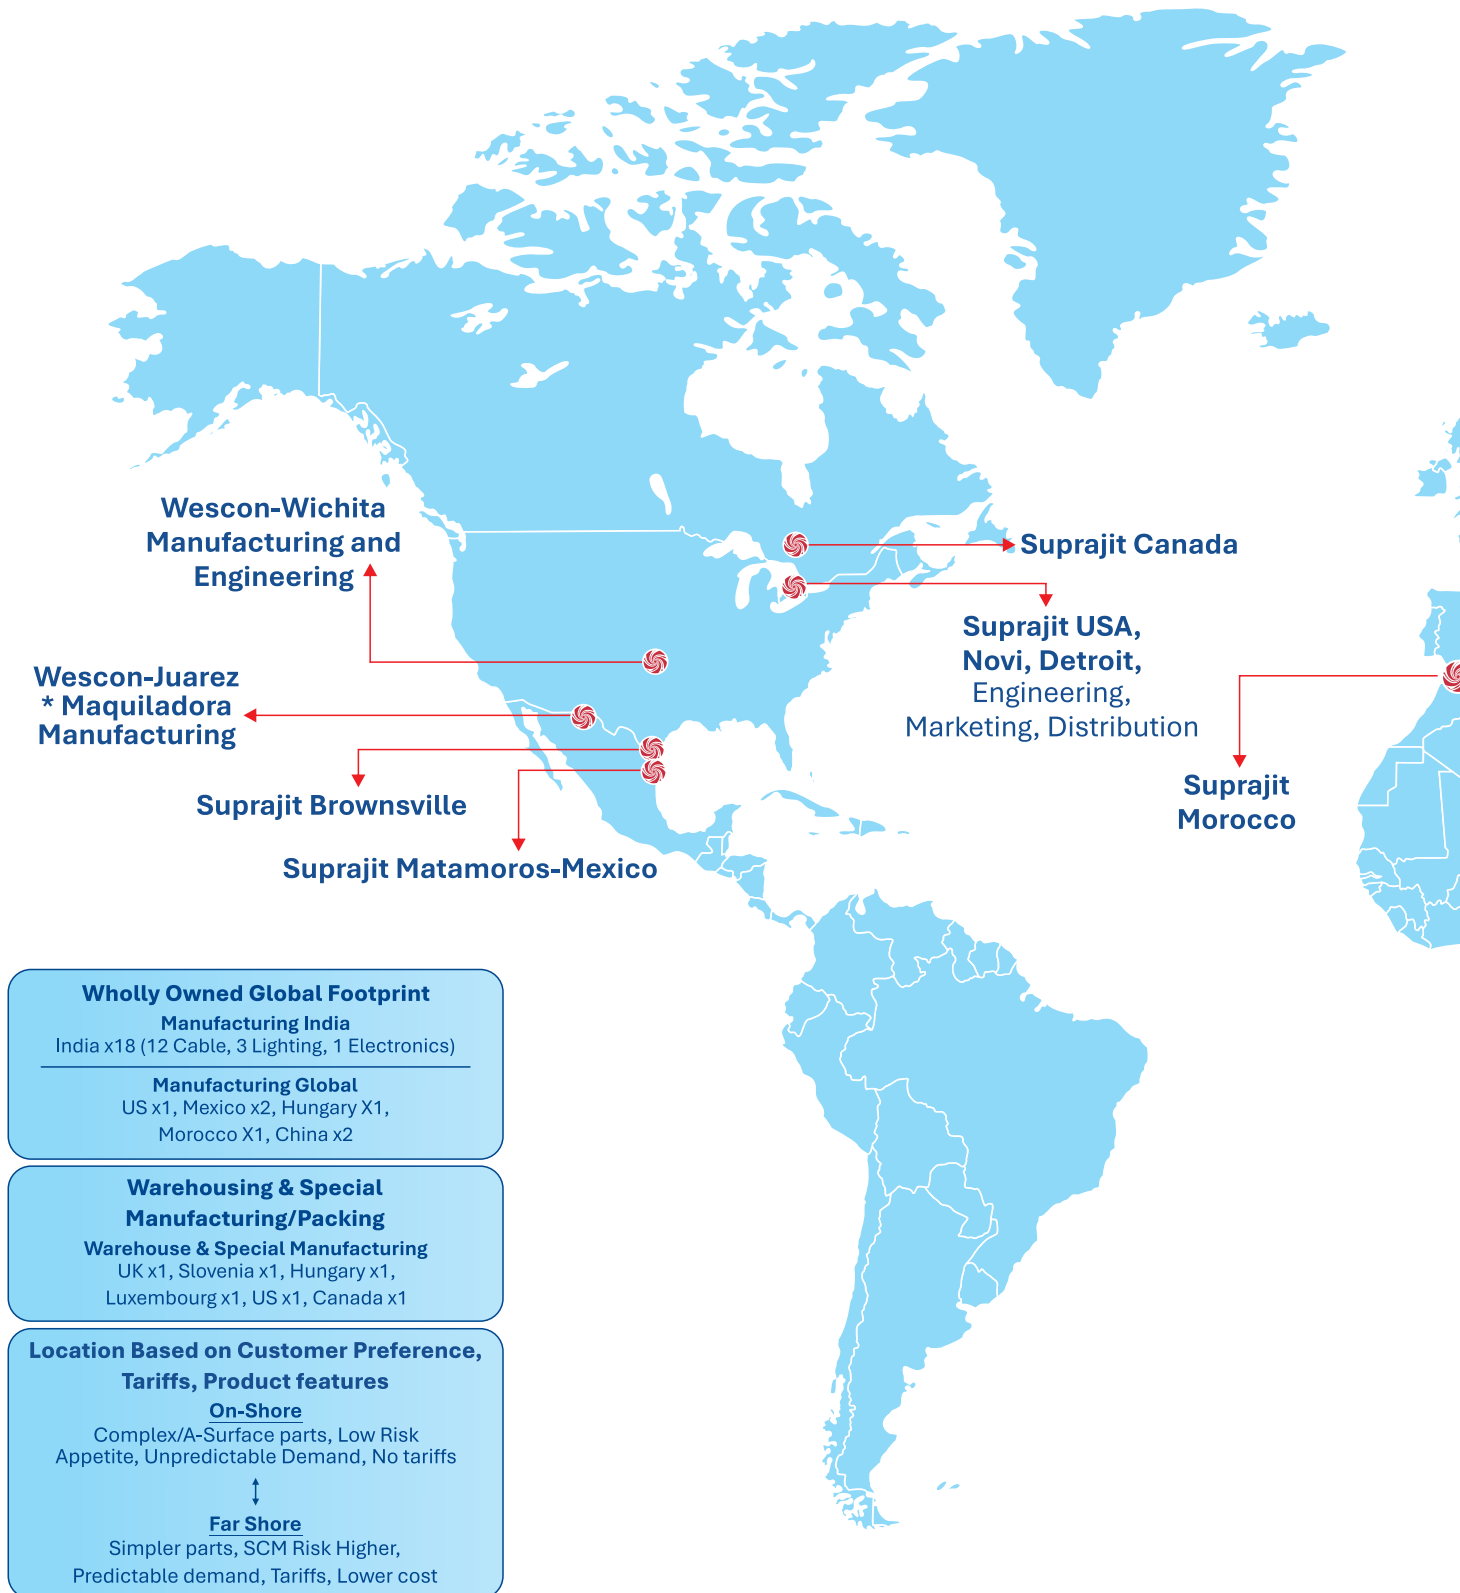 Wescon-Wichita
Manufacturing and
Engineering
Suprajit Canada
Suprajit USA,
Novi, Detroit,
Engineering,
Marketing, Distribution
Wescon-Juarez
* Maquiladora
Manufacturing
Suprajit Brownsville
Suprajit Matamoros-Mexico
Suprajit
Morocco
Wholly Owned Global Footprint
Manufacturing India
India x18 (12 Cable, 3 Lighting, 1 Electronics)
Manufacturing Global
US x1, Mexico x2, Hungary X1,
Morocco X1, China x2
Warehousing & Special
Manufacturing/Packing
Warehouse & Special Manufacturing
UK x1, Slovenia x1, Hungary x1,
Luxembourg x1, US x1, Canada x1
Location Based on Customer Preference,
Tariffs, Product features
On-Shore
Complex/A-Surface parts, Low Risk
Appetite, Unpredictable Demand, No tariffs
Far Shore
Simpler parts, SCM Risk Higher,
Predictable demand, Tariffs, Lower cost